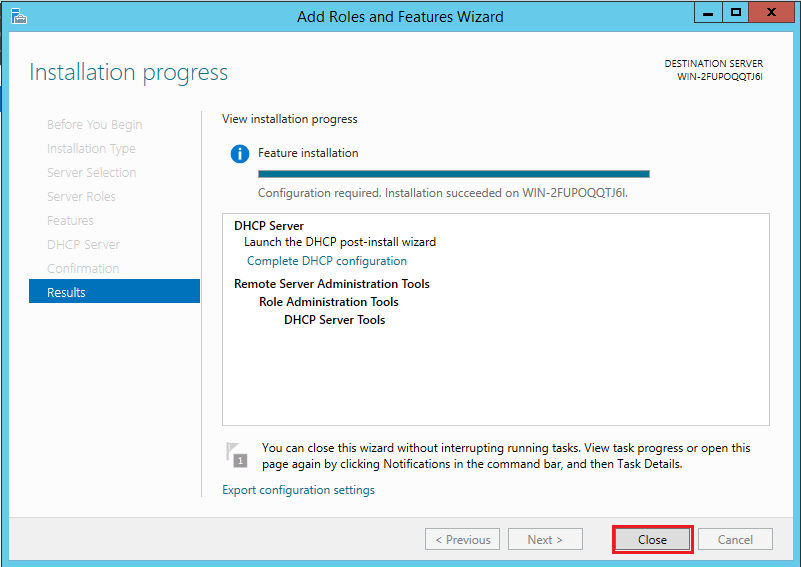 Add Roles and Features Wizard
Installation progress
DESTINATION SERVER
WIN-2FUPOQQTJ6I
Before You Begin
Installation Type
Server Selection
Server Roles
Features
DHCP Server
Confirmation
Results
View installation progress
Feature installation
Configuration required. Installation succeeded on WIN-2FUPOQQTJ6I.
DHCP Server
Launch the DHCP post-install wizard
Complete DHCP configuration
Remote Server Administration Tools
Role Administration Tools
DHCP Server Tools
1
You can close this wizard without interrupting running tasks. View task progress or open this
page again by clicking Notifications in the command bar, and then Task Details.
Export configuration settings
< Previous
Next >
Close
Cancel